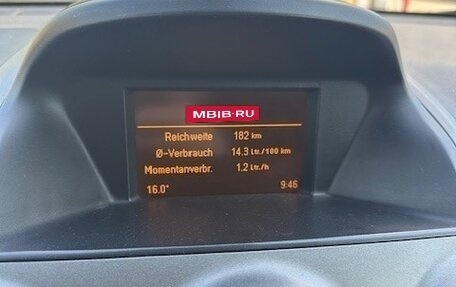 MBIB-RU
Reichweite 182 km
Ø-Verbrauch 14.3 Ltr./100 km
Momentanverbr. 1.2 Ltr./h
16.0° 9:46